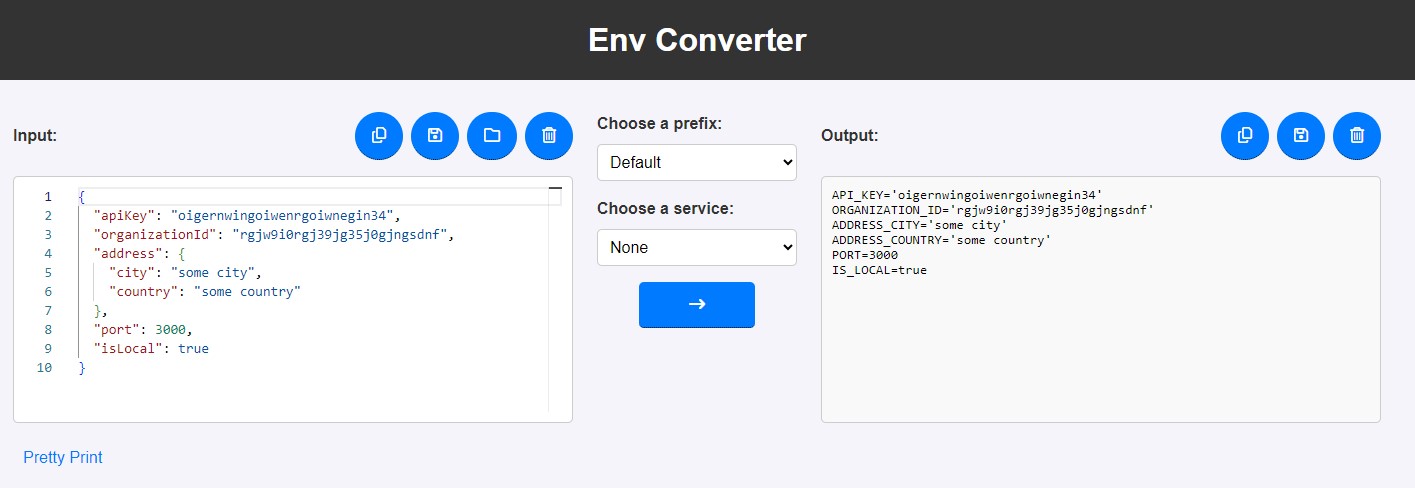 Env Converter
Input:
1 {
2 "apiKey": "oigernwingoiwenrgoiwnegin34",
3 "organizationId": "rgjw9i0rgj39jg35j0gjngsdnf",
4 "address": {
5 "city": "some city",
6 "country": "some country"
7 },
8 "port": 3000,
9 "isLocal": true
10 }
Pretty Print
Choose a prefix:
Default
Choose a service:
None
Output:
API_KEY='oigernwingoiwenrgoiwnegin34'
ORGANIZATION_ID='rgjw9i0rgj39jg35j0gjngsdnf'
ADDRESS_CITY='some city'
ADDRESS_COUNTRY='some country'
PORT=3000
IS_LOCAL=true